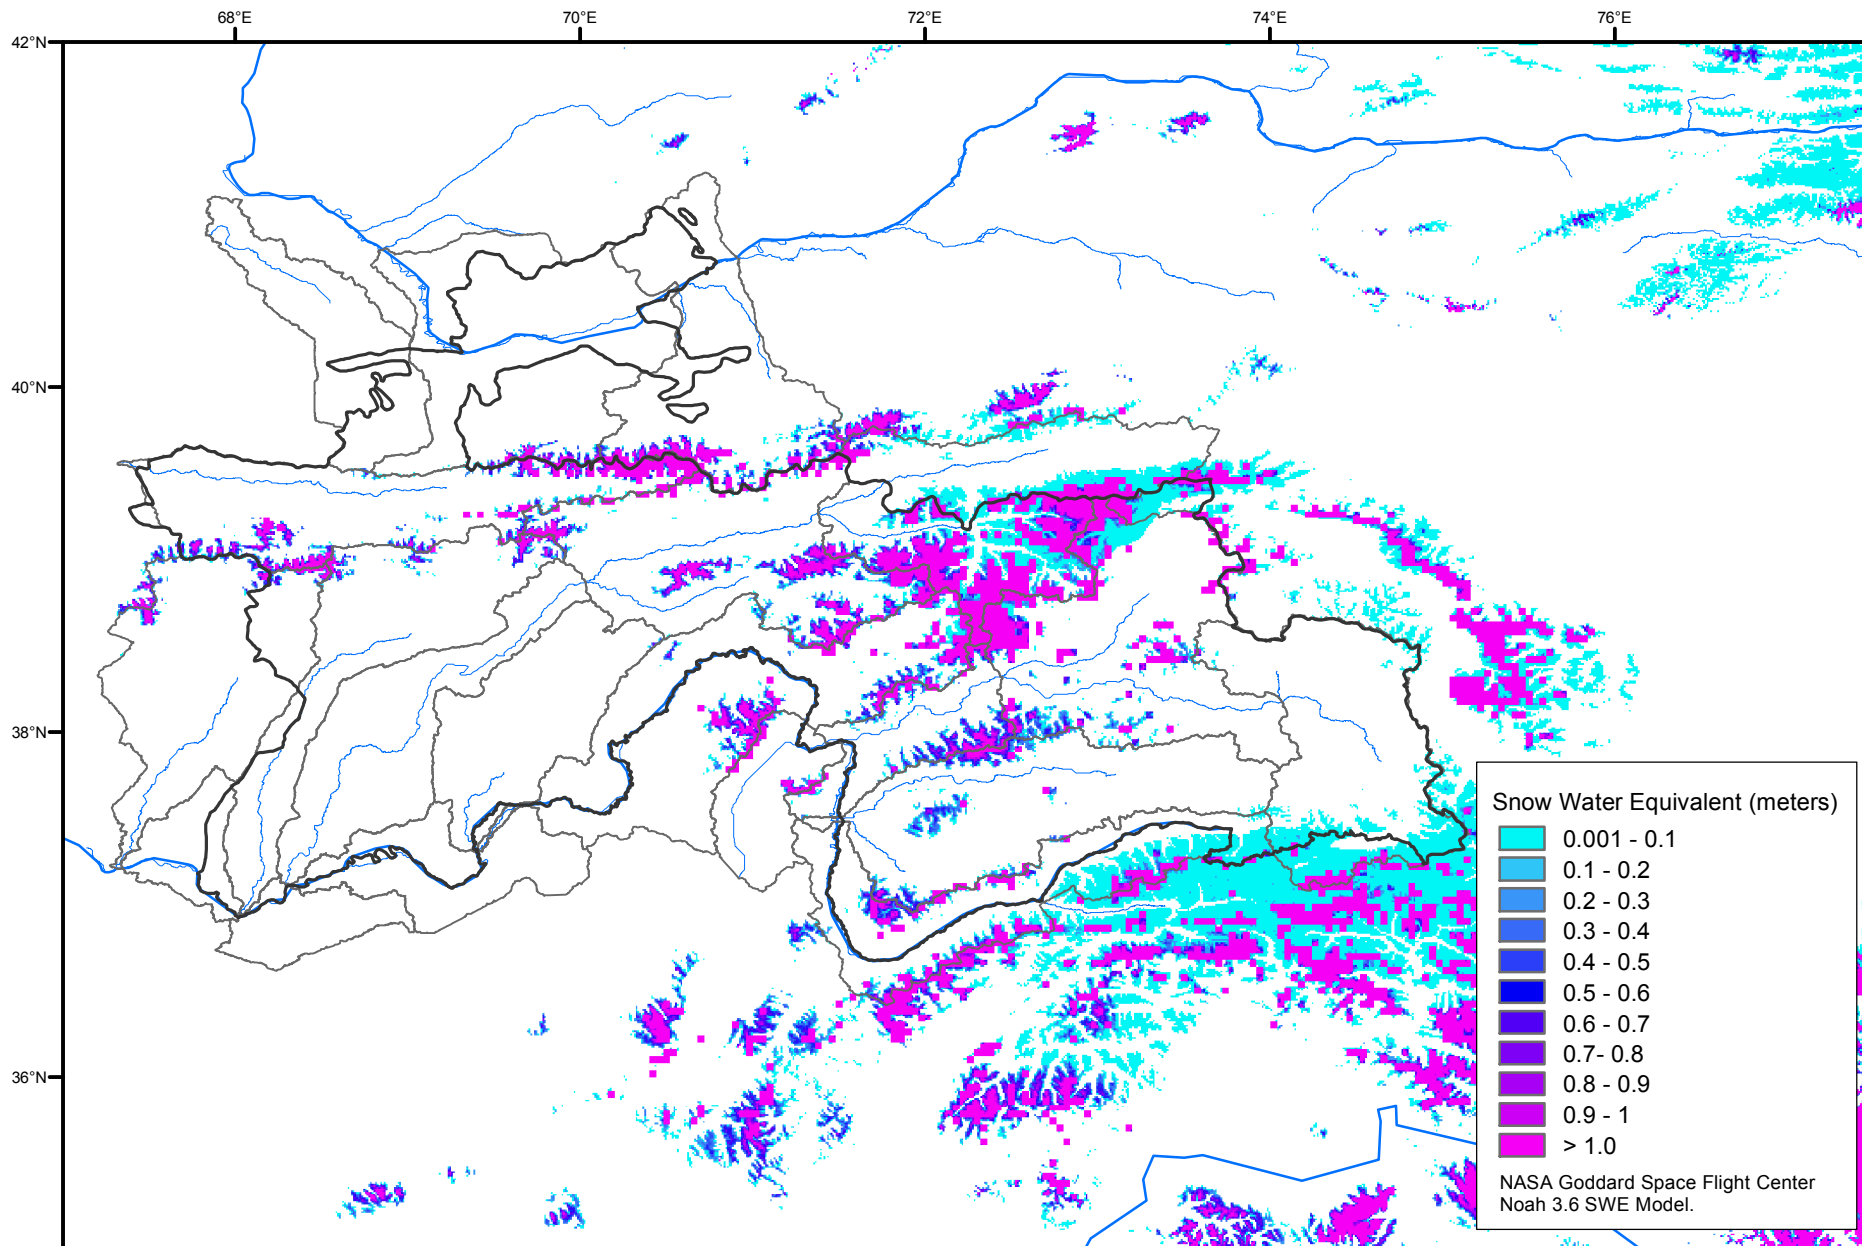 68°E 70°E 72°E 74°E 76°E
42°N
40°N
38°N
36°N
Snow Water Equivalent (meters)
0.001 - 0.1
0.1 - 0.2
0.2 - 0.3
0.3 - 0.4
0.4 - 0.5
0.5 - 0.6
0.6 - 0.7
0.7- 0.8
0.8 - 0.9
0.9 - 1
> 1.0
NASA Goddard Space Flight Center
Noah 3.6 SWE Model.